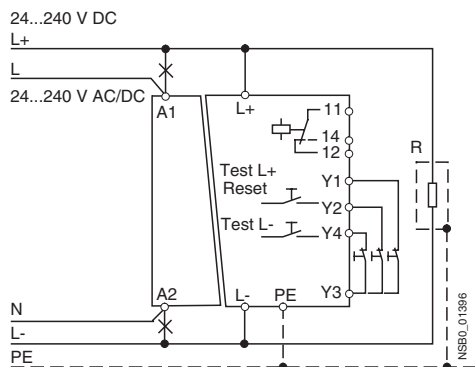 24...240 V DC
L+
L
24...240 V AC/DC
A1
L+
11
14
12
R
Test L+
Reset
Y1
Y2
Test L-
Y4
A2
L-
PE
Y3
N
L-
PE
NSB0_01396